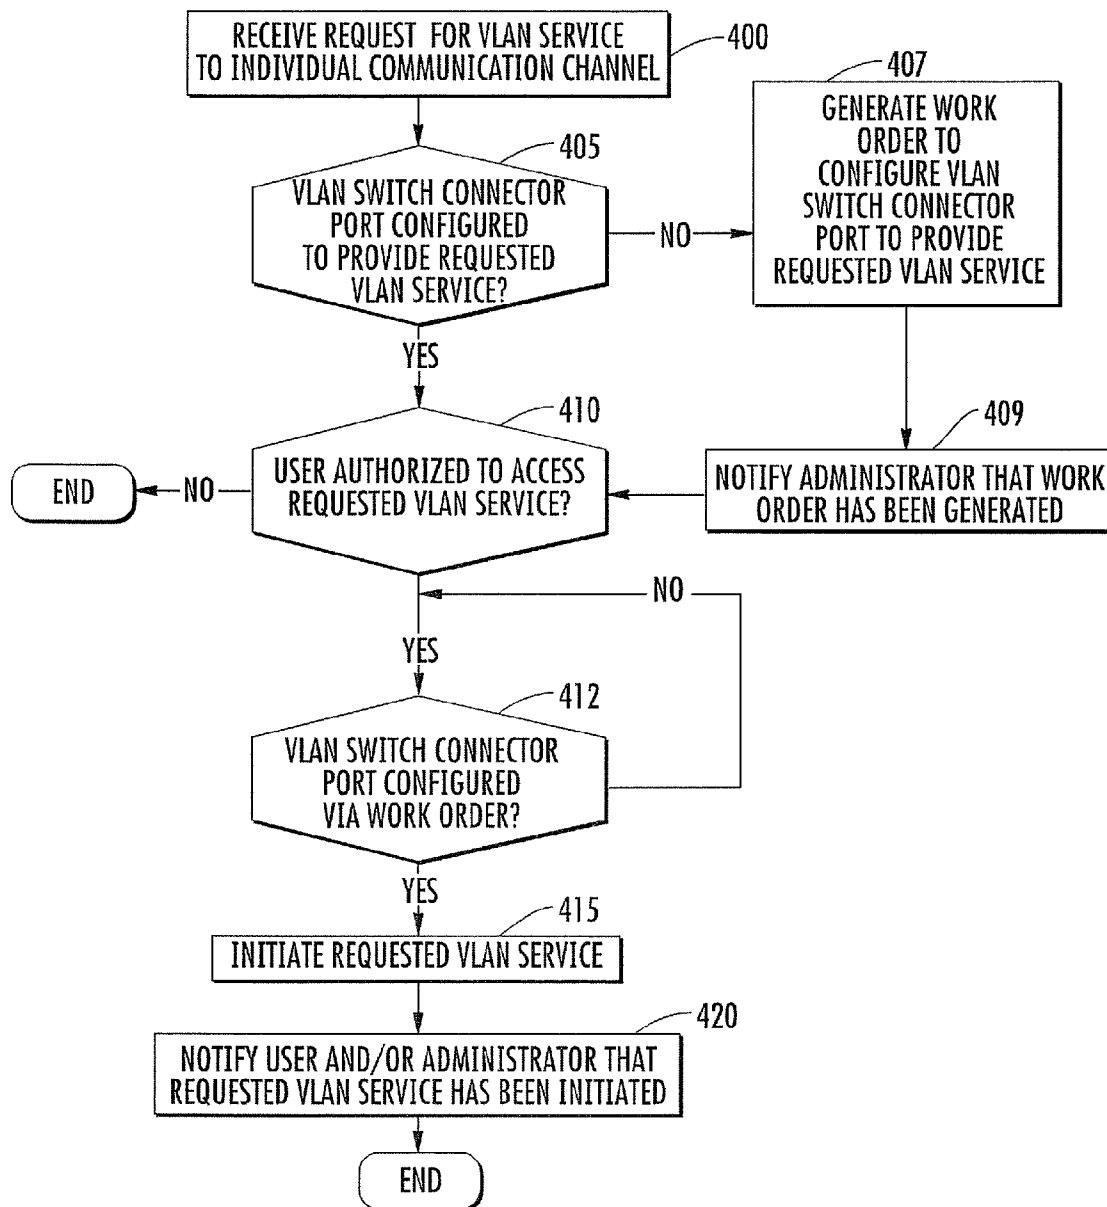 RECEIVE REQUEST FOR VLAN SERVICE
TO INDIVIDUAL COMMUNICATION CHANNEL
400
405
VLAN SWITCH CONNECTOR
PORT CONFIGURED
TO PROVIDE REQUESTED
VLAN SERVICE?
NO
407
GENERATE WORK
ORDER TO
CONFIGURE VLAN
SWITCH CONNECTOR
PORT TO PROVIDE
REQUESTED VLAN SERVICE
YES
409
NOTIFY ADMINISTRATOR THAT WORK
ORDER HAS BEEN GENERATED
410
USER AUTHORIZED TO ACCESS
REQUESTED VLAN SERVICE?
NO
END
NO
YES
412
VLAN SWITCH CONNECTOR
PORT CONFIGURED
VIA WORK ORDER?
YES
415
INITIATE REQUESTED VLAN SERVICE
420
NOTIFY USER AND/OR ADMINISTRATOR THAT
REQUESTED VLAN SERVICE HAS BEEN INITIATED
END